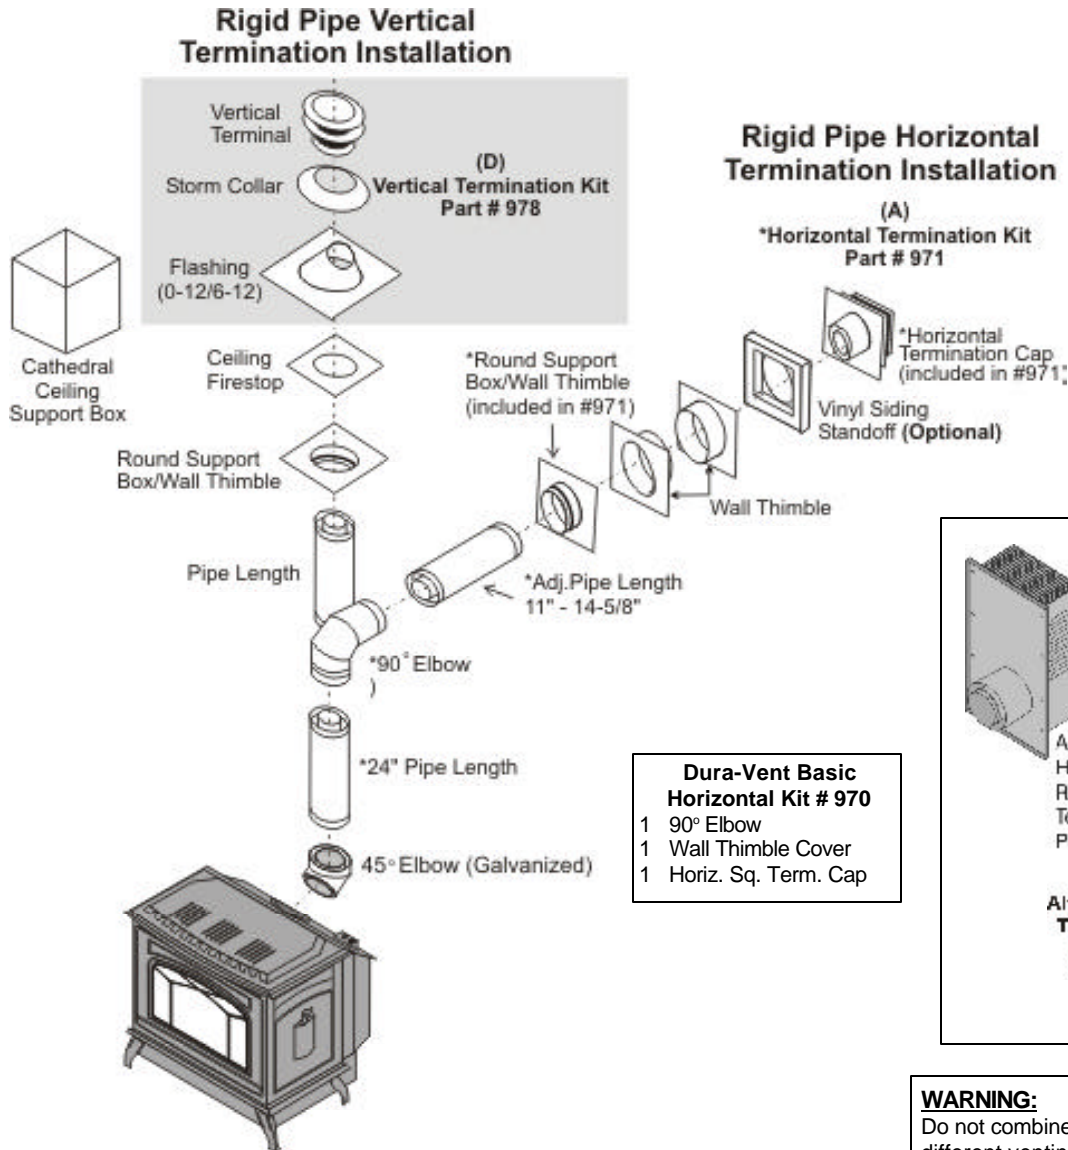 Rigid Pipe Vertical
Termination Installation
Vertical
Terminal
Storm Collar
(D)
Vertical Termination Kit
Part # 978
Flashing
(0-12/6-12)
Cathedral
Ceiling
Support Box
Ceiling
Firestop
Round Support
Box/Wall Thimble
Pipe Length
Rigid Pipe Horizontal
Termination Installation
(A)
*Horizontal Termination Kit
Part # 971
*Horizontal
Termination Cap
(included in #971)
Vinyl Siding
Standoff (Optional)
*Round Support
Box/Wall Thimble
(included in #971)
Wall Thimble
*Adj.Pipe Length
11" - 14-5/8"
*90° Elbow
)
*24" Pipe Length
45° Elbow (Galvanized)
Dura-Vent Basic
Horizontal Kit # 970
1 90° Elbow
1 Wall Thimble Cover
1 Horiz. Sq. Term. Cap
WARNING:
Do not combine